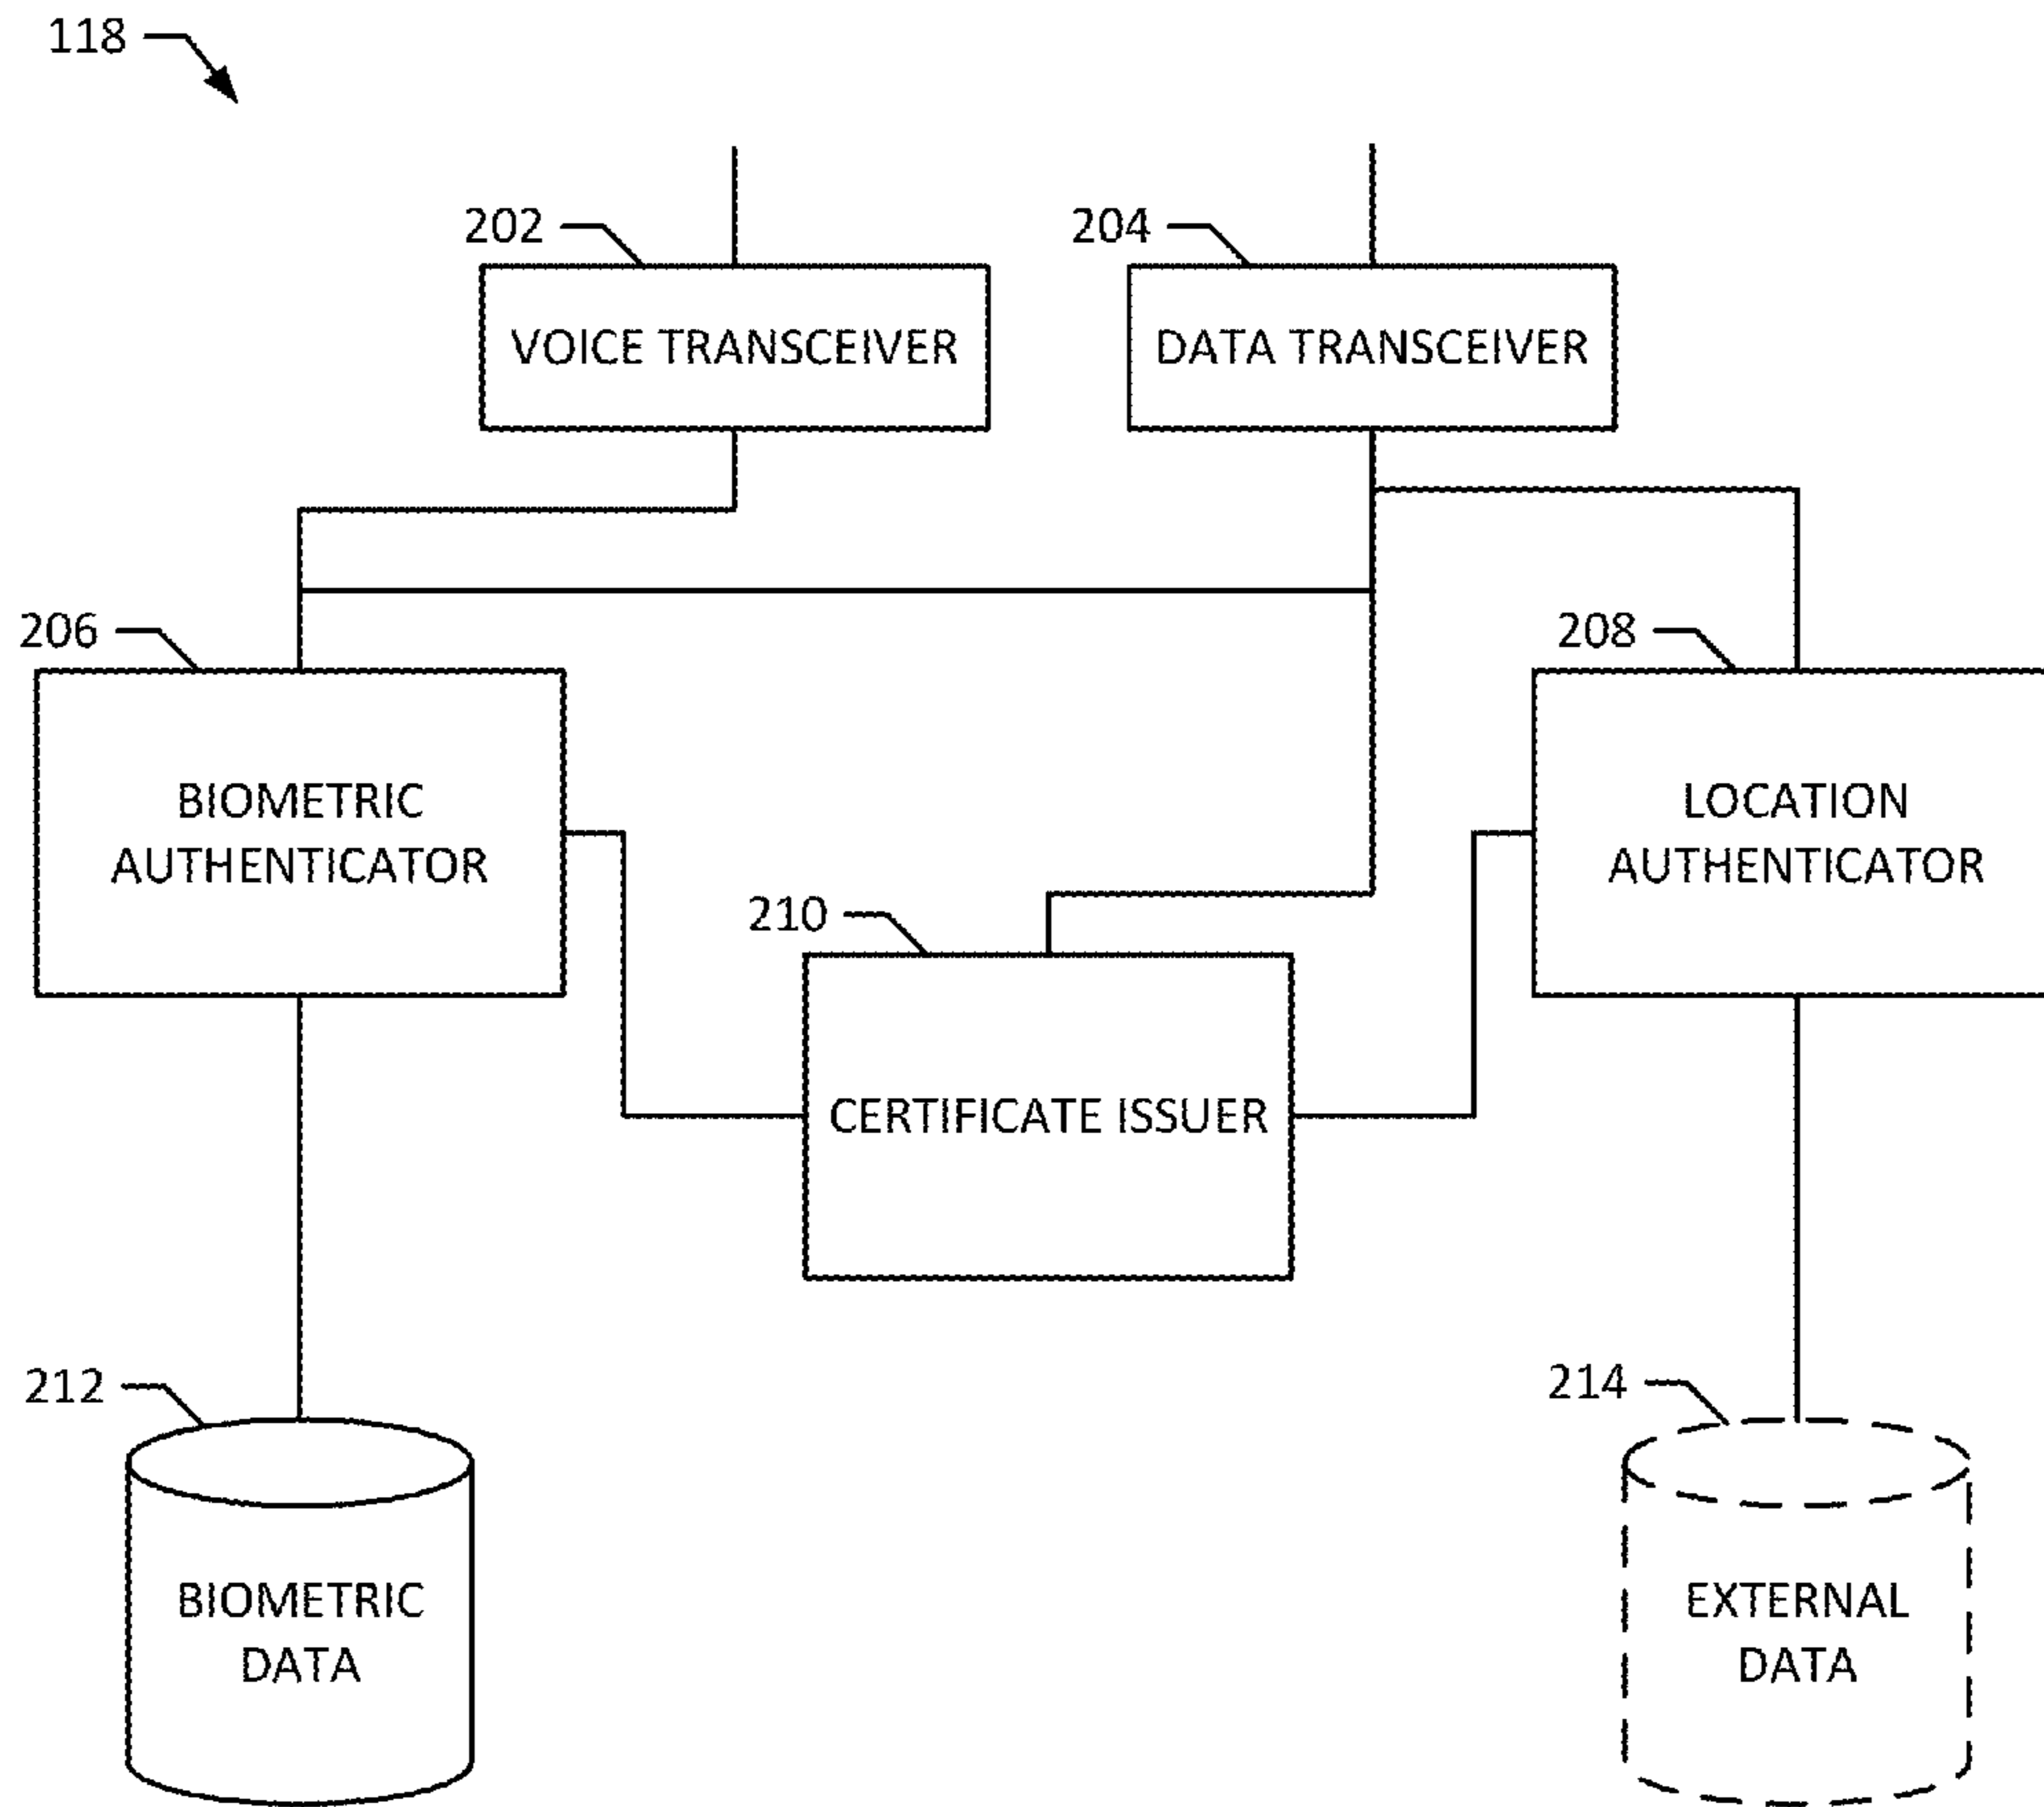 118
202
204
VOICE TRANSCEIVER
DATA TRANSCEIVER
206
208
BIOMETRIC
AUTHENTICATOR
LOCATION
AUTHENTICATOR
210
CERTIFICATE ISSUER
212
214
BIOMETRIC
DATA
EXTERNAL
DATA